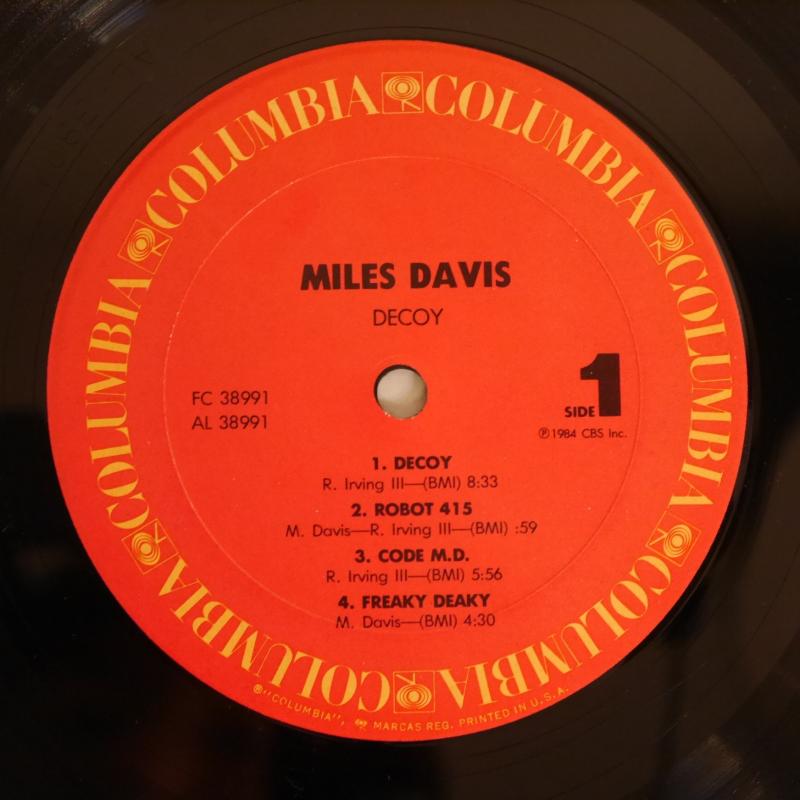 COLUMBIA COLUMBIA COLUMBIA COLUMBIA COLUMBIA COLUMBIA
MILES DAVIS
DECOY
FC 38991
AL 38991
SIDE 1
℗1984 CBS Inc.
1. DECOY
R. Irving III—(BMI) 8:33
2. ROBOT 415
M. Davis—R. Irving III—(BMI) :59
3. CODE M.D.
R. Irving III—(BMI) 5:56
4. FREAKY DEAKY
M. Davis—(BMI) 4:30
®"COLUMBIA", MARCAS REG. PRINTED IN U.S.A.